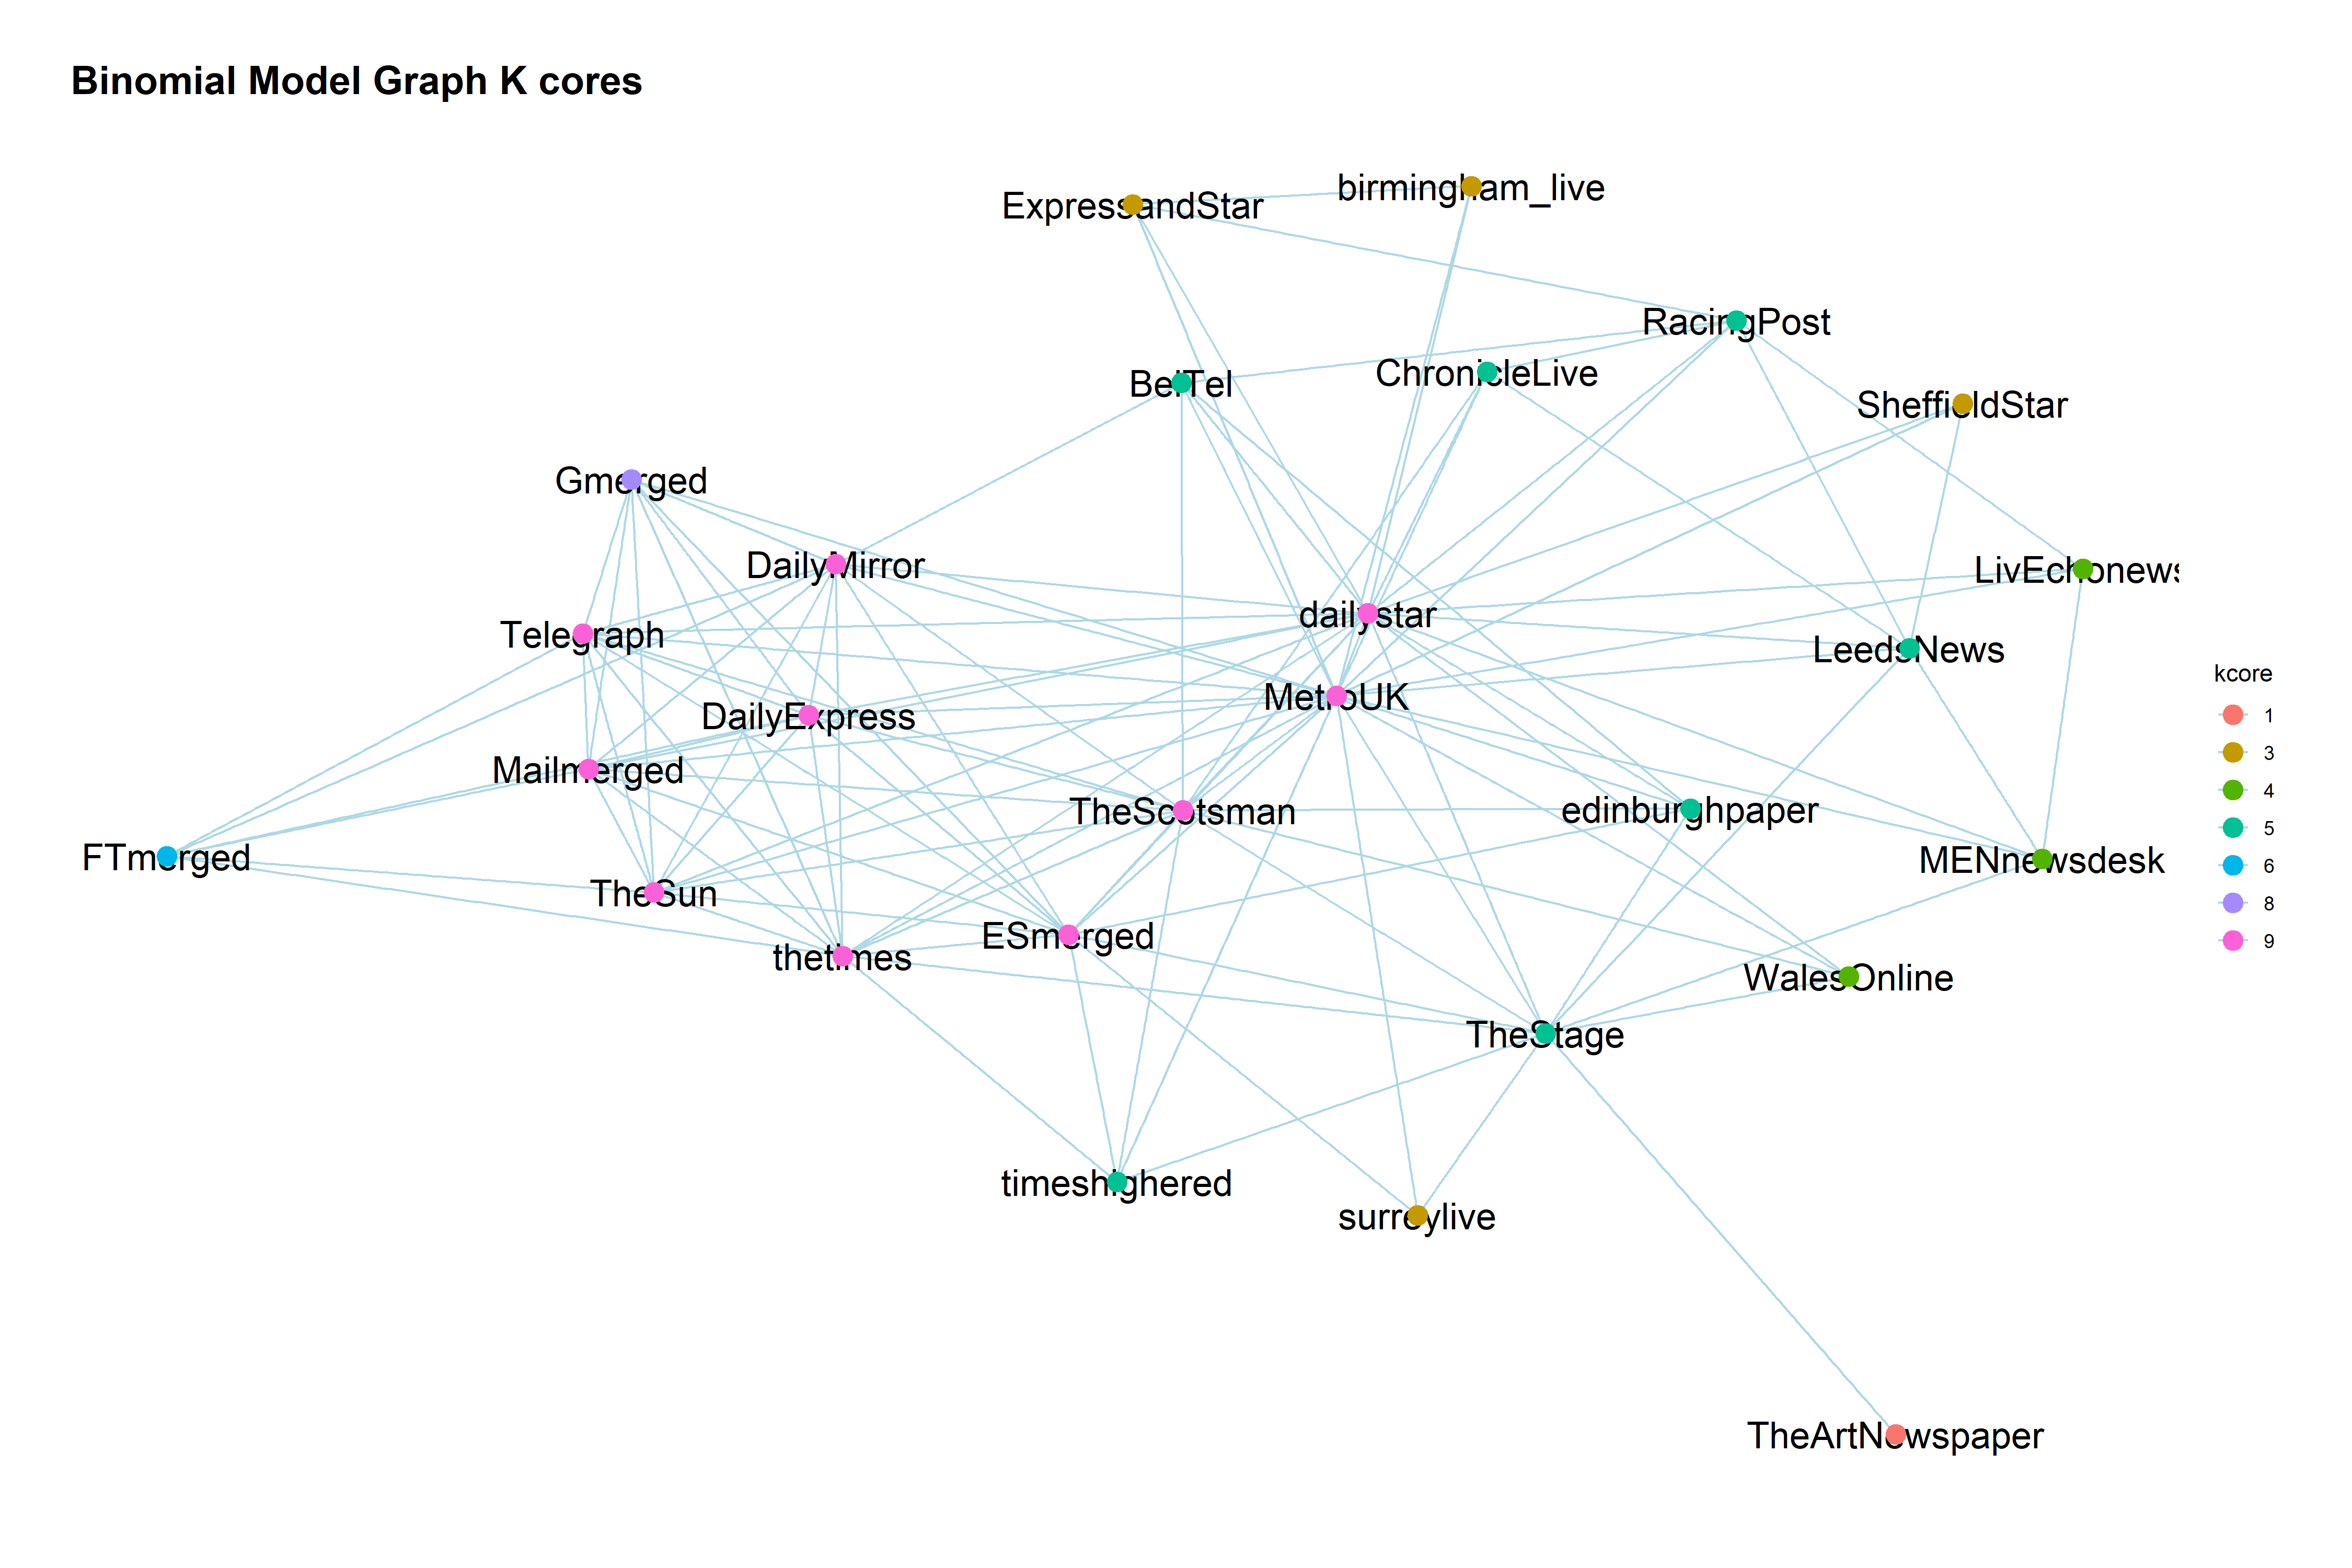 Binomial Model Graph K cores
birmingham_live
ExpressandStar
RacingPost
ChronicleLive
BelTel
SheffieldStar
Gmerged
DailyMirror
LivEchonews
dailystar
Telegraph
LeedsNews
kcore
MetroUK
DailyExpress
1
3
Mailmerged
4
TheScotsman
edinburghpaper
5
FTmerged
MENnewsdesk
6
TheSun
8
ESmerged
9
thetimes
WalesOnline
TheStage
timeshighered
surreylive
TheArtNewspaper